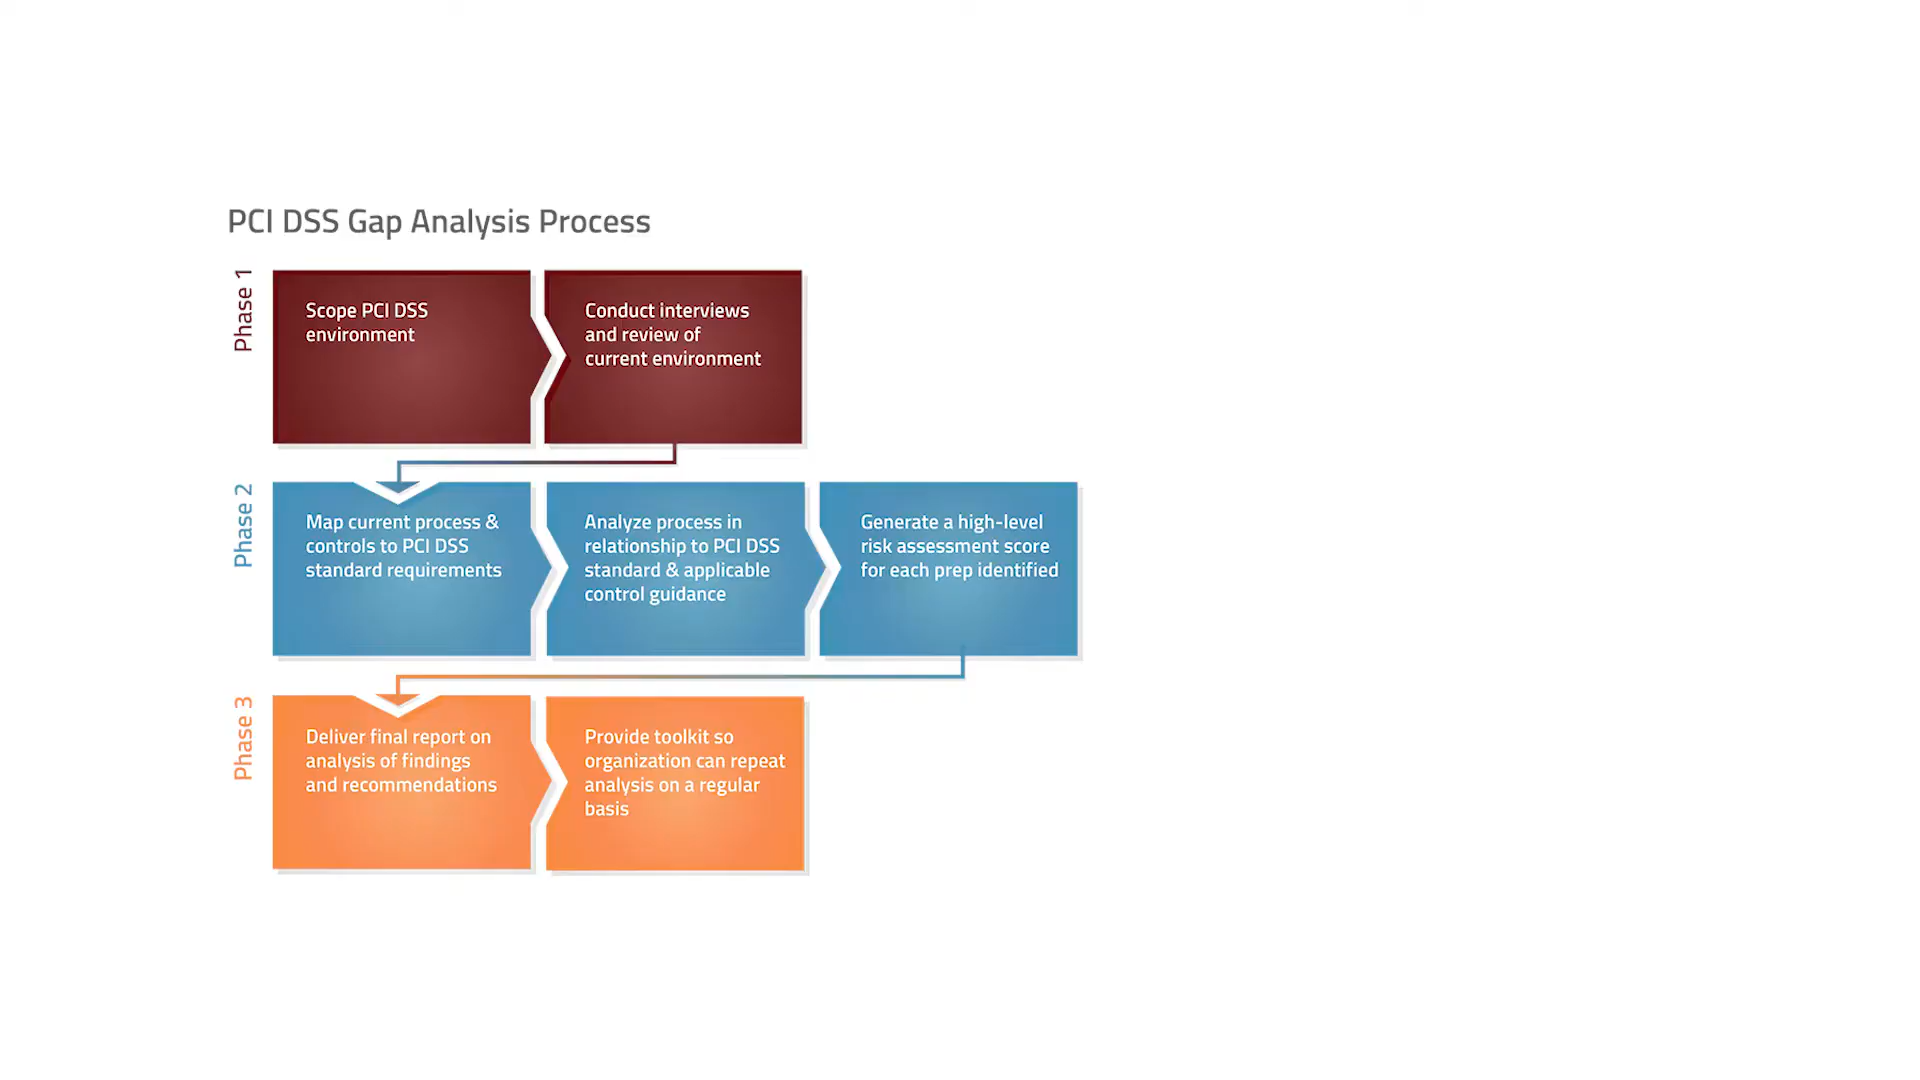 PCI DSS Gap Analysis Process
Phase 1
Scope PCI DSS
environment
Conduct interviews
and review of
current environment
Phase 2
Map current process &
controls to PCI DSS
standard requirements
Analyze process in
relationship to PCI DSS
standard & applicable
control guidance
Generate a high-level
risk assessment score
for each prep identified
Phase 3
Deliver final report on
analysis of findings
and recommendations
Provide toolkit so
organization can repeat
analysis on a regular
basis